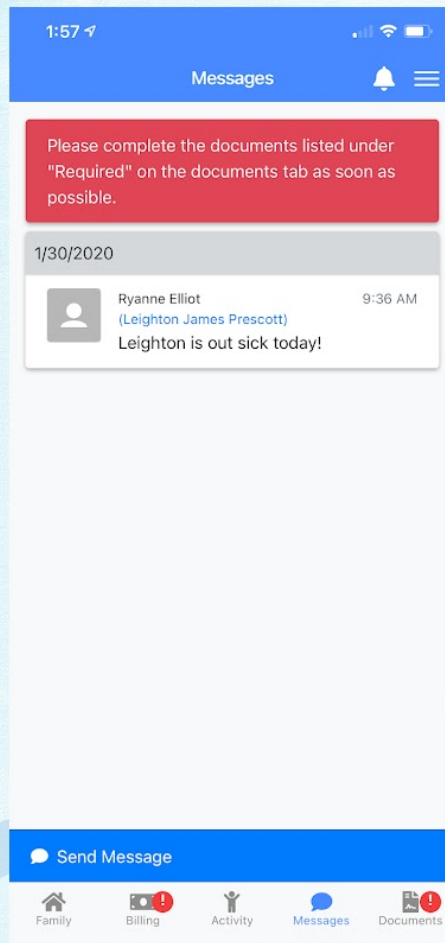 1:57
Messages
Please complete the documents listed under
"Required" on the documents tab as soon as
possible.
1/30/2020
Ryanne Elliot
9:36 AM
(Leighton James Prescott)
Leighton is out sick today!
Send Message
Family
Billing
Activity
Messages
Documents